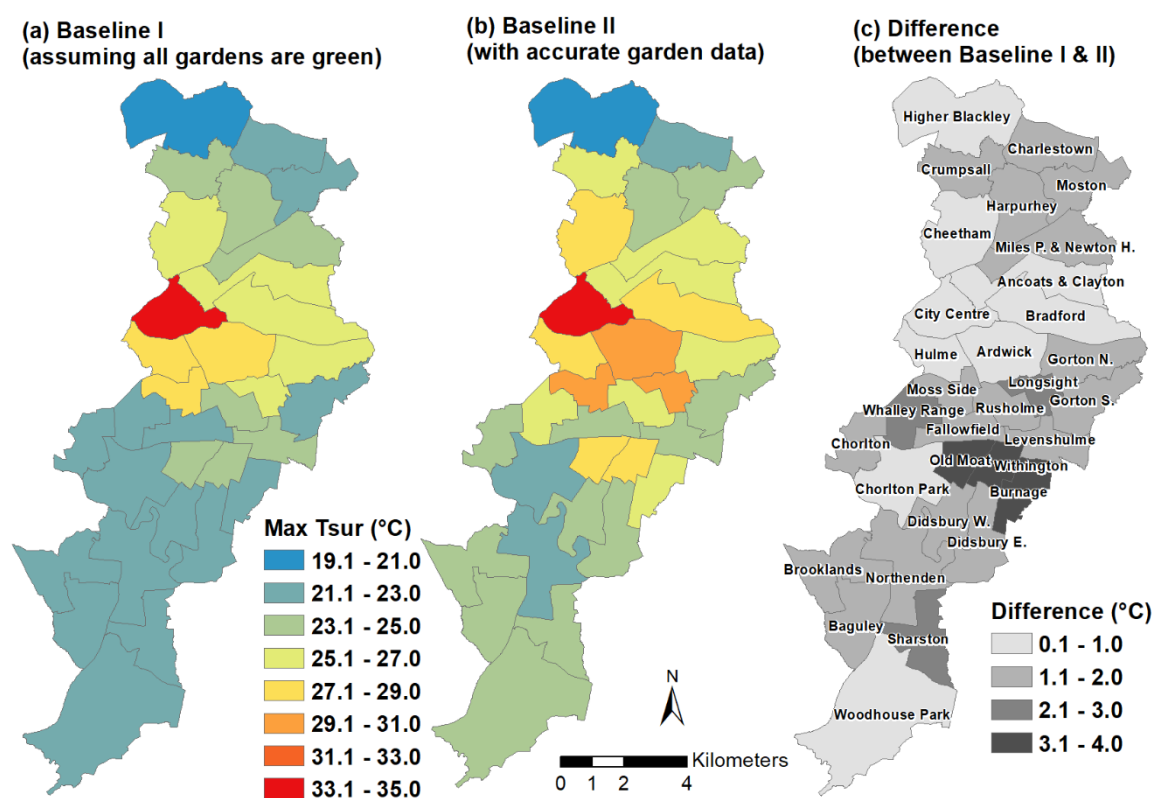 (a) Baseline I
(assuming all gardens are green)
(b) Baseline II
(with accurate garden data)
(c) Difference
(between Baseline I & II)
Higher Blackley
Charlestown
Crumpsall
Moston
Harpurhey
Cheetham
Miles P. & Newton H.
Ancoats & Clayton
City Centre
Bradford
Hulme
Ardwick
Gorton N.
Moss Side
Longsight
Gorton S.
Whalley Range
Rusholme
Fallowfield
Chorlton
Levenshulme
Old Moat
Withington
Chorlton Park
Burnage
Didsbury W.
Didsbury E.
Brooklands
Northenden
Baguley
Sharston
Woodhouse Park
Max Tsur (°C)
19.1 - 21.0
21.1 - 23.0
23.1 - 25.0
25.1 - 27.0
27.1 - 29.0
29.1 - 31.0
31.1 - 33.0
33.1 - 35.0
N
Kilometers
0 1 2 4
Difference (°C)
0.1 - 1.0
1.1 - 2.0
2.1 - 3.0
3.1 - 4.0